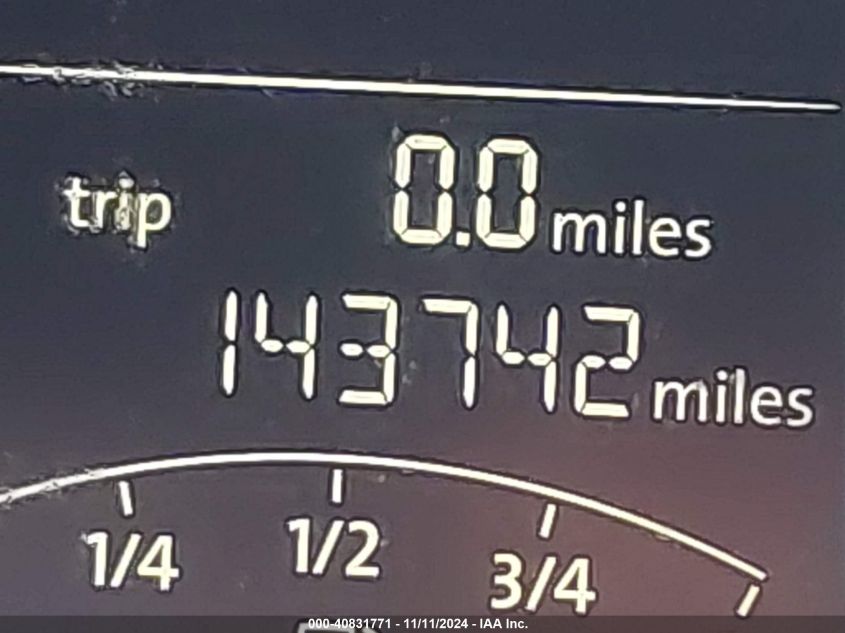 trip 0.0 miles
143742 miles
1/4 1/2 3/4
000-40831771 - 11/11/2024 - IAA Inc.